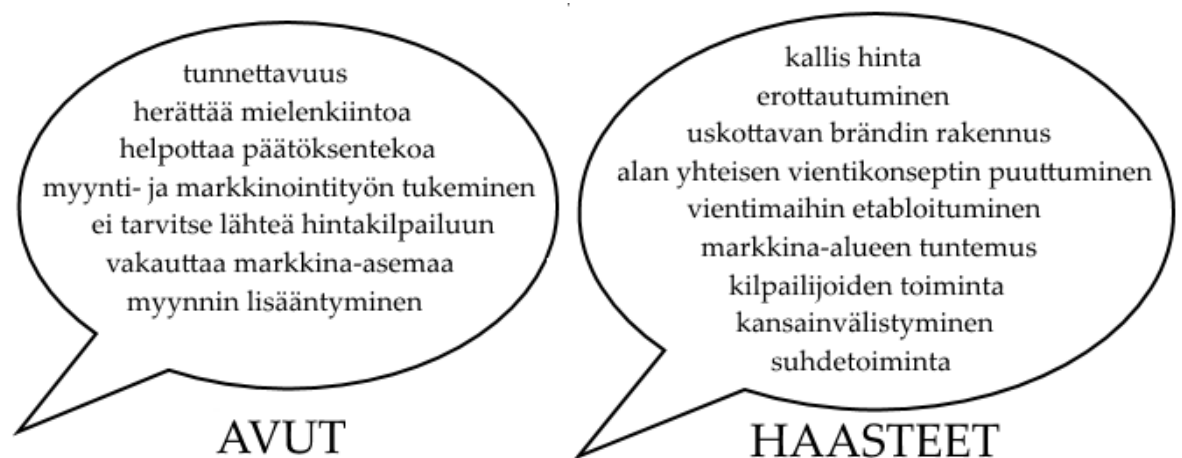 tunnettavuus
herättää mielenkiintoa
helpottaa päätöksentekoa
myynti- ja markkinointityön tukeminen
ei tarvitse lähteä hintakilpailuun
vakauttaa markkina-asemaa
myynnin lisääntyminen
AVUT
kallis hinta
erottautuminen
uskottavan brändin rakennus
alan yhteisen vientikonseptin puuttuminen
vientimaihin etabloituminen
markkina-alueen tuntemus
kilpailijoiden toiminta
kansainvälistyminen
suhdetoiminta
HAASTEET